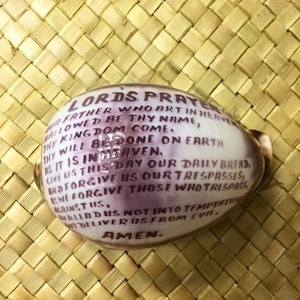 LORDS PRAYER
FATHER WHO ART IN HEAVEN
HALLOWED BE THY NAME,
THY KINGDOM COME,
THY WILL BE DONE ON EARTH
AS IT IS IN HEAVEN.
GIVE US THIS DAY OUR DAILY BREAD,
AND FORGIVE US OUR TRESPASSES,
AS WE FORGIVE THOSE WHO TRESPASS
AGAINST US,
AND LEAD US NOT INTO TEMPTATION
BUT DELIVER US FROM EVIL.
AMEN.